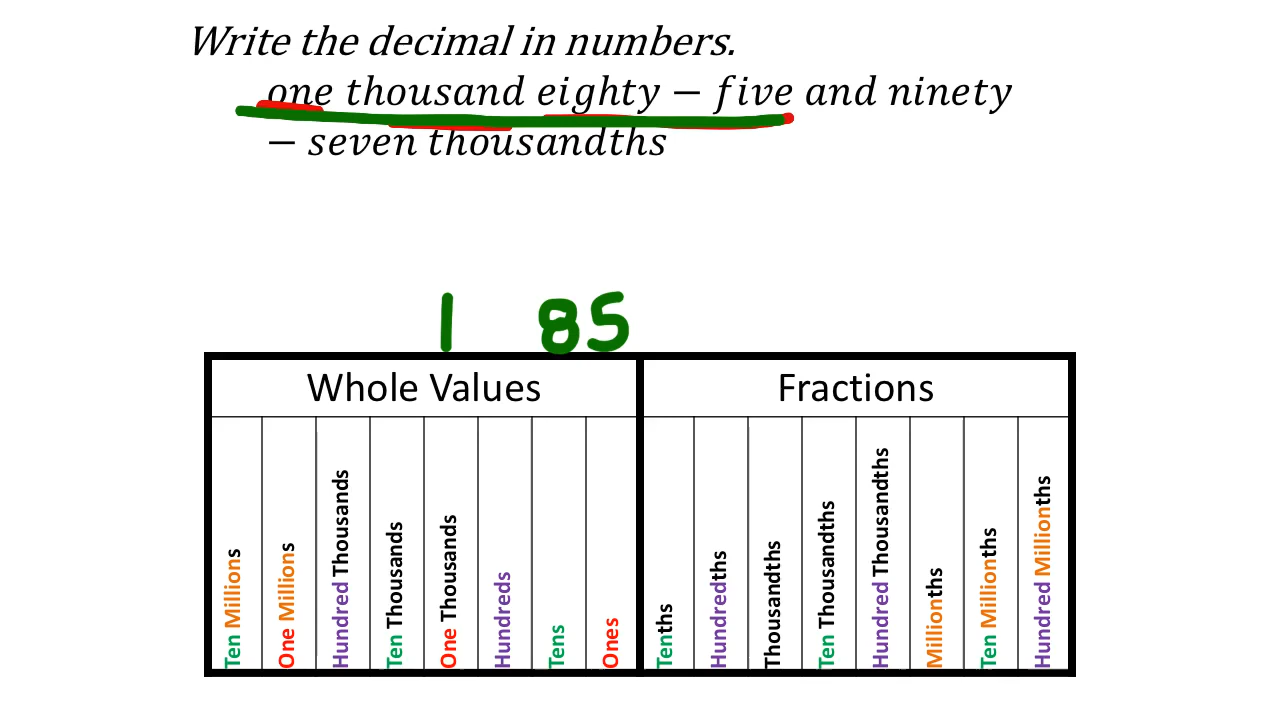 Write the decimal in numbers.
one thousand eighty − five and ninety
− seven thousandths
1 85
Whole Values Fractions
Ten Millions
One Millions
Hundred Thousands
Ten Thousands
One Thousands
Hundreds
Tens
Ones
Tenths
Hundredths
Thousandths
Ten Thousandths
Hundred Thousandths
Millionths
Ten Millionths
Hundred Millionths